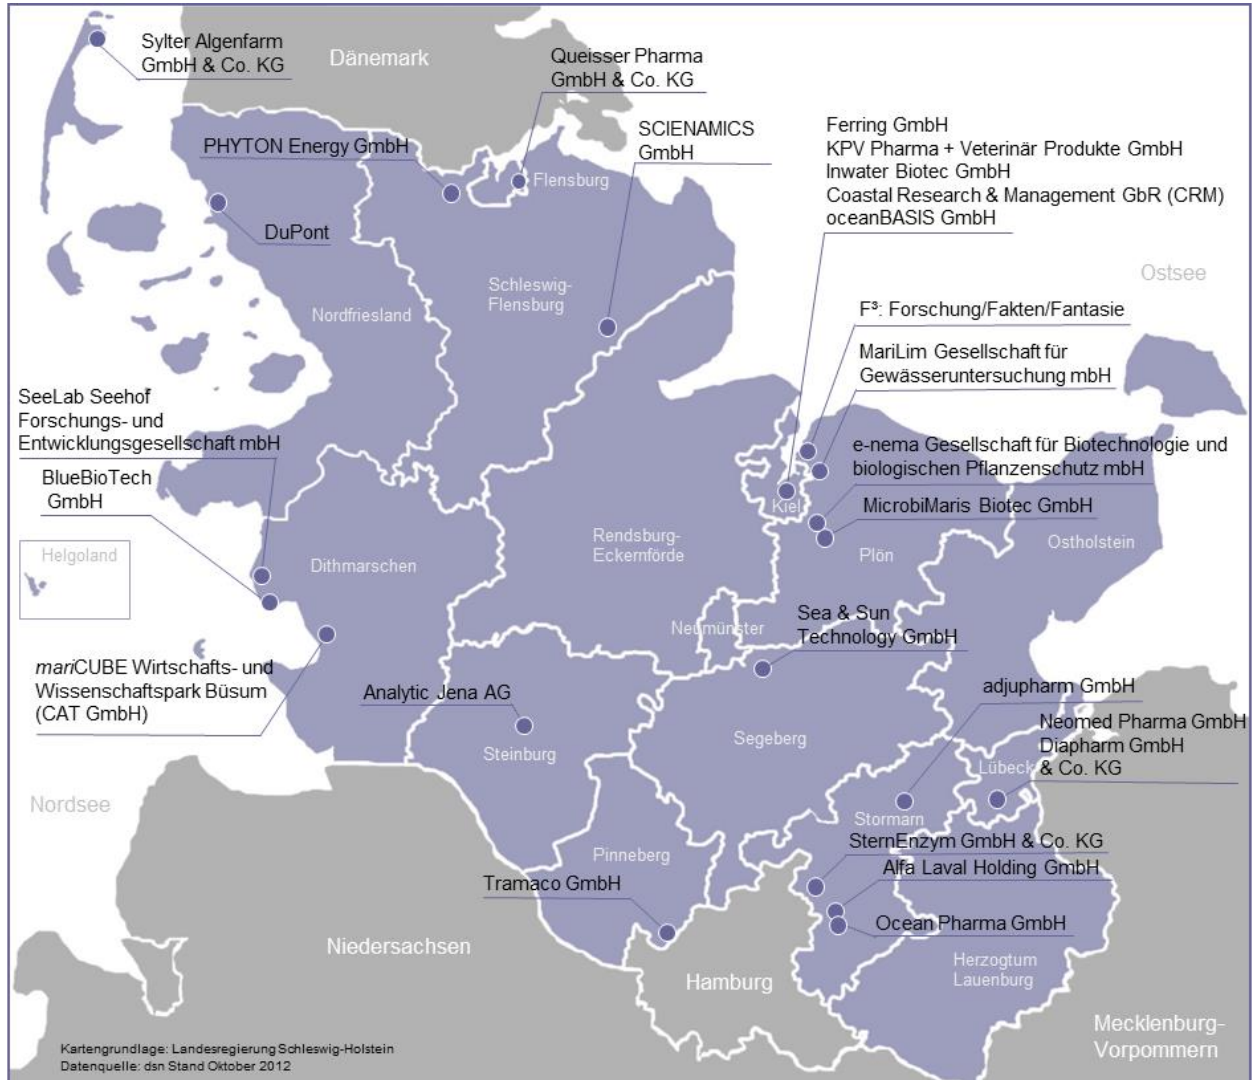 Sylter Algenfarm
GmbH & Co. KG
Dänemark
Queisser Pharma
GmbH & Co. KG
SCIENAMICS
GmbH
PHYTON Energy GmbH
Flensburg
DuPont
Ferring GmbH
KPV Pharma + Veterinär Produkte GmbH
Inwater Biotec GmbH
Coastal Research & Management GbR (CRM)
oceanBASIS GmbH
Ostsee
Schleswig-
Flensburg
Nordfriesland
F³: Forschung/Fakten/Fantasie
MariLim Gesellschaft für
Gewässeruntersuchung mbH
SeeLab Seehof
Forschungs- und
Entwicklungsgesellschaft mbH
BlueBioTech
GmbH
e-nema Gesellschaft für Biotechnologie und
biologischen Pflanzenschutz mbH
MicrobiMaris Biotec GmbH
Kiel
Helgoland
Dithmarschen
Rendsburg-
Eckernförde
Plön
Ostholstein
Neumünster
Sea & Sun
Technology GmbH
mariCUBE Wirtschafts- und
Wissenschaftspark Büsum
(CAT GmbH)
Analytic Jena AG
Steinburg
Segeberg
adjupharm GmbH
Neomed Pharma GmbH
Diapharm GmbH
& Co. KG
Lübeck
Nordsee
Stormarn
SternEnzym GmbH & Co. KG
Alfa Laval Holding GmbH
Ocean Pharma GmbH
Pinneberg
Tramaco GmbH
Niedersachsen
Hamburg
Herzogtum
Lauenburg
Mecklenburg-
Vorpommern
Kartengrundlage: Landesregierung Schleswig-Holstein
Datenquelle: dsn Stand Oktober 2012